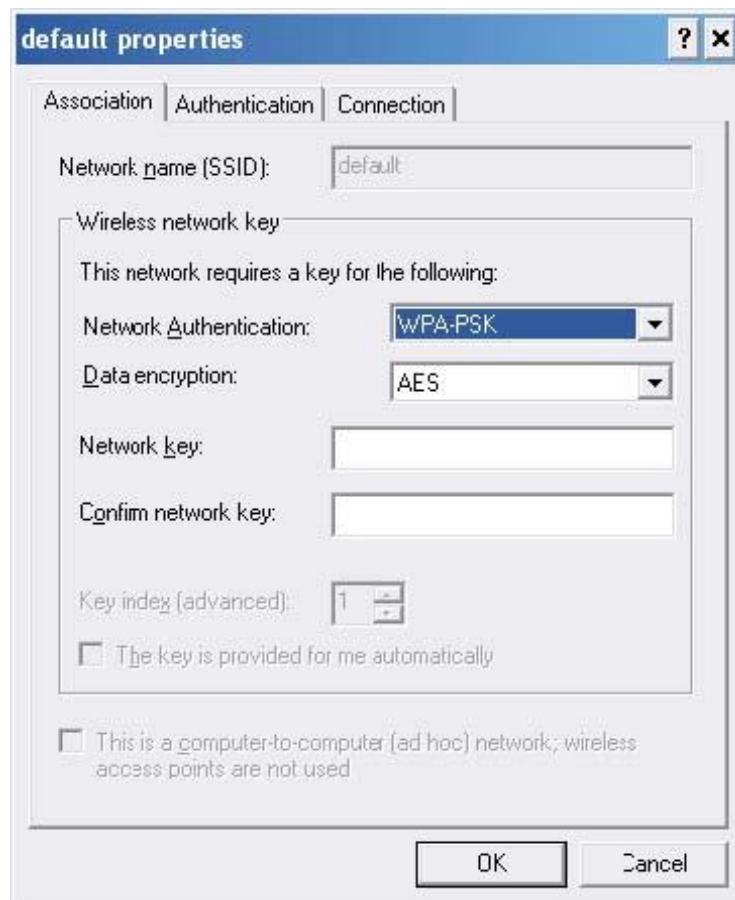 default properties
Association Authentication Connection
Network name (SSID): default
Wireless network key
This network requires a key for the following:
Network Authentication: WPA-PSK
Data encryption: AES
Network key:
Confirm network key:
Key index (advanced): 1
The key is provided for me automatically
This is a computer-to-computer (ad hoc) network; wireless
access points are not used
OK Cancel